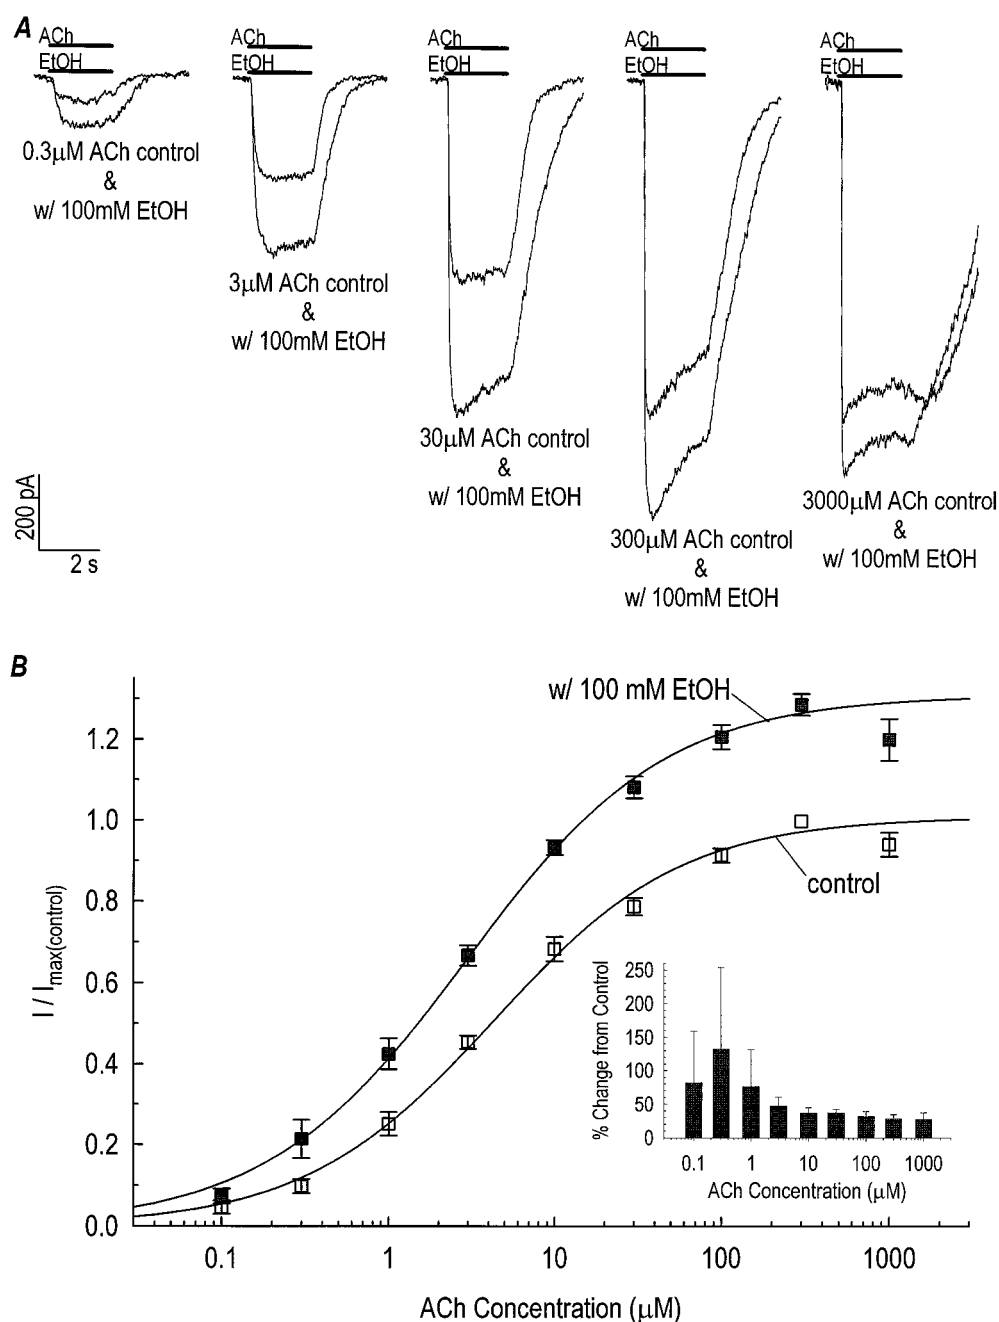 A
ACh
EtOH
0.3μM ACh control
&
w/ 100mM EtOH
ACh
EtOH
3μM ACh control
&
w/ 100mM EtOH
ACh
EtOH
30μM ACh control
&
w/ 100mM EtOH
ACh
EtOH
300μM ACh control
&
w/ 100mM EtOH
ACh
EtOH
3000μM ACh control
&
w/ 100mM EtOH
200 pA
2 s
B
w/ 100 mM EtOH
control
I / Imax(control)
1.2
1.0
0.8
0.6
0.4
0.2
0.0
0.1 1 10 100 1000
ACh Concentration (μM)
% Change from Control
250
200
150
100
50
0
0.1 1 10 100 1000
ACh Concentration (μM)